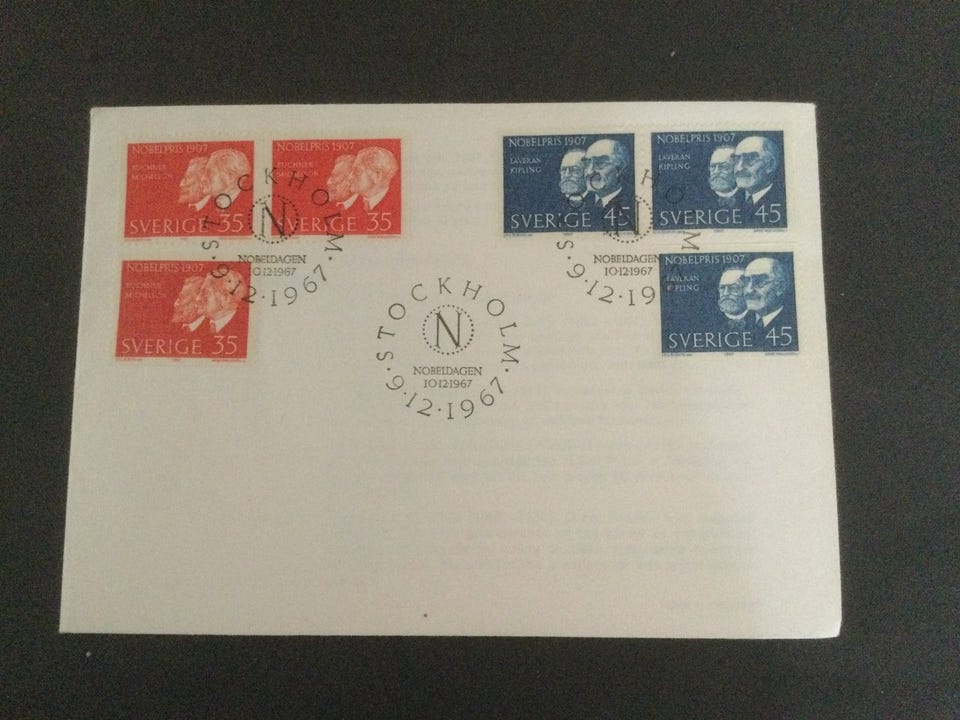 NOBELPRIS 1907
BUCHNER
MICHELSON
SVERIGE 35
NOBELPRIS 1907
BUCHNER
MICHELSON
SVERIGE 35
NOBELPRIS 1907
BUCHNER
MICHELSON
SVERIGE 35
STOCKHOLM
N
NOBELDAGEN
10·12·1967
·9·12·1967·
NOBELPRIS 1907
LAVERAN
KIPLING
SVERIGE 45
NOBELPRIS 1907
LAVERAN
KIPLING
SVERIGE 45
NOBELPRIS 1907
LAVERAN
KIPLING
SVERIGE 45
STOCKHOLM
N
NOBELDAGEN
10·12·1967
·9·12·19
STOCKHOLM
N
NOBELDAGEN
10·12·1967
·9·12·1967·